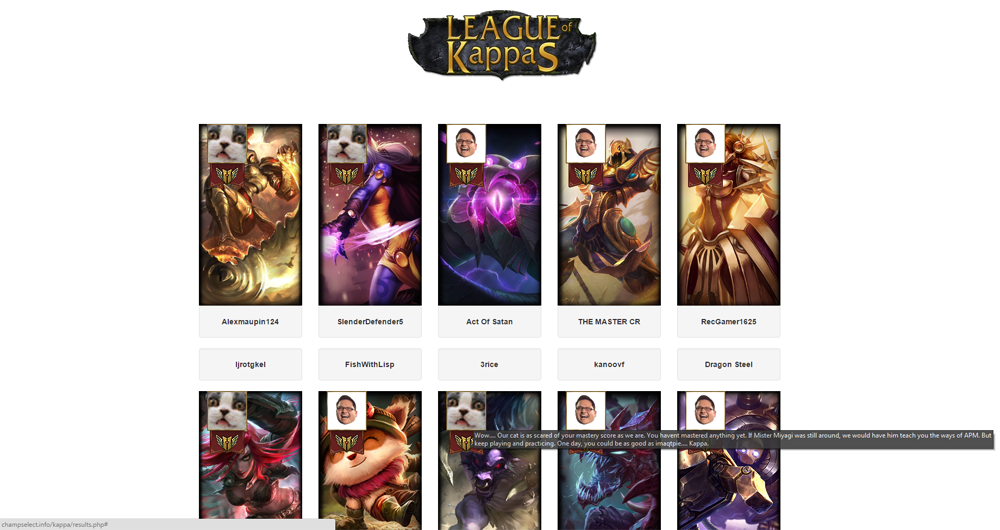 LEAGUE of
KappaS
Alexmaupin124 SlenderDefender5 Act Of Satan THE MASTER CR RecGamer1625
ljrotgkel FishWithLisp 3rice kanoovf Dragon Steel
Wow.... Our cat is as scared of your mastery score as we are. You havent mastered anything yet. If Mister Miyagi was still around, we would have him teach you the ways of APM. But
keep playing and practicing. One day, you could be as good as imaqtpie.... Kappa.
champselect.info/kappa/results.php#